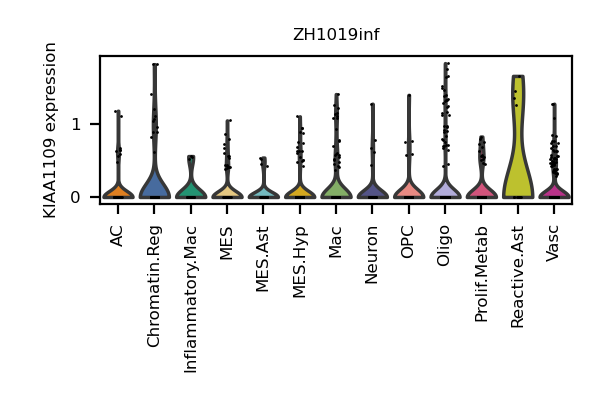 ZH1019inf
KIAA1109 expression
1
0
AC
Chromatin.Reg
Inflammatory.Mac
MES
MES.Ast
MES.Hyp
Mac
Neuron
OPC
Oligo
Prolif.Metab
Reactive.Ast
Vasc